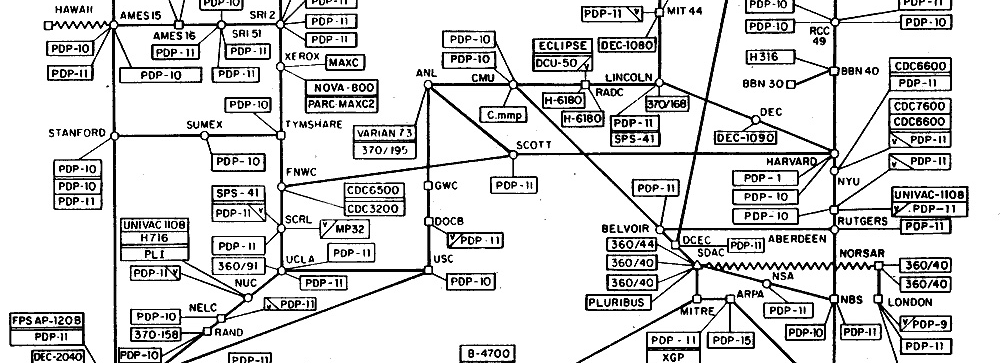 HAWAII
AMES 15
AMES 16
SRI 2
SRI 51
PDP-10
PDP-11
PDP-11
PDP-11
PDP-11
PDP-11
PDP-10
PDP-11
PDP-11
XEROX
MAXC
NOVA-800
PARC-MAXC2
PDP-10
TYMSHARE
STANFORD
SUMEX
PDP-10
PDP-10
PDP-10
PDP-11
FNWC
CDC6500
CDC3200
SPS-41
PDP-11
SCRL
MP32
PDP-11
360/91
UCLA
PDP-11
PDP-11
UNIVAC 1108
H716
PLI
PDP-11
NUC
NELC
PDP-10
PDP-11
370-158
RAND
PDP-10
PDP-11
FPS AP-120B
PDP-11
DEC-2040
ANL
VARIAN 73
370/195
GWC
DOCB
PDP-11
USC
PDP-10
B-4700
PDP-10
PDP-10
CMU
C.mmp
SCOTT
PDP-11
ECLIPSE
DCU-50
RADC
H-6180
H-6180
PDP-11
MIT 44
DEC-1080
LINCOLN
370/168
PDP-11
SPS-41
DEC
DEC-1090
PDP-10
PDP-10
PDP-11
PDP-10
RCC
49
H316
BBN 40
BBN 30
CDC6600
PDP-11
CDC7600
CDC6600
PDP-11
PDP-11
HARVARD
PDP-1
PDP-10
PDP-10
NYU
UNIVAC-1108
PDP-11
RUTGERS
PDP-11
ABERDEEN
PDP-11
BELVOIR
360/44
360/40
360/40
PLURIBUS
DCEC
PDP-11
SDAC
NORSAR
360/40
360/40
NSA
PDP-11
MITRE
ARPA
PDP-11
XGP
PDP-15
NBS
PDP-10
PDP-11
LONDON
PDP-9
PDP-11